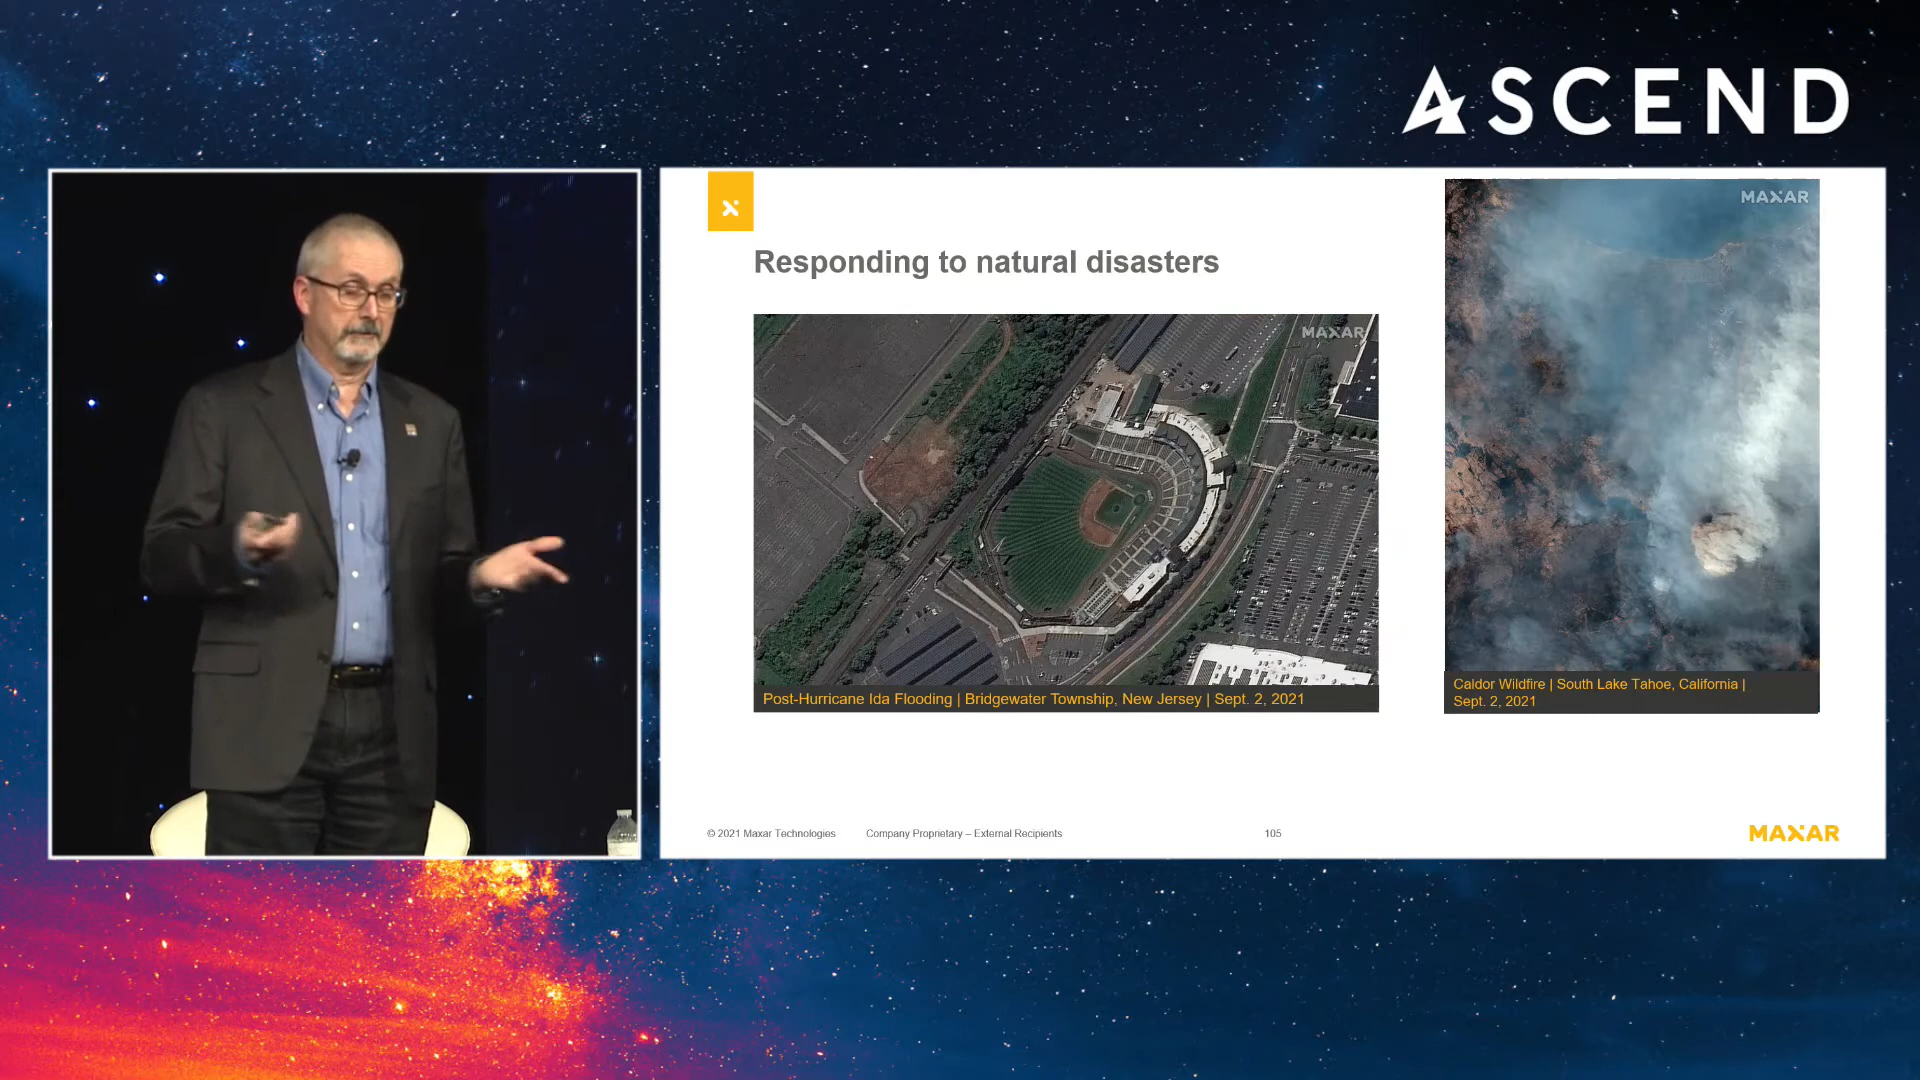 ASCEND
MAXAR
Responding to natural disasters
MAXAR
Post-Hurricane Ida Flooding | Bridgewater Township, New Jersey | Sept. 2, 2021
Caldor Wildfire | South Lake Tahoe, California |
Sept. 2, 2021
© 2021 Maxar Technologies
Company Proprietary – External Recipients
105
MAXAR